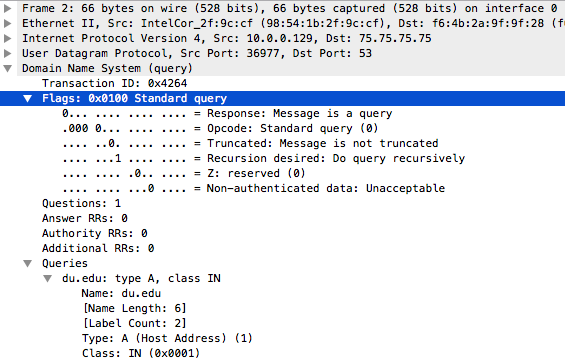 Frame 2: 66 bytes on wire (528 bits), 66 bytes captured (528 bits) on interface 0
Ethernet II, Src: IntelCor_2f:9c:cf (98:54:1b:2f:9c:cf), Dst: f6:4b:2a:9f:9f:28 (f
Internet Protocol Version 4, Src: 10.0.0.129, Dst: 75.75.75.75
User Datagram Protocol, Src Port: 36977, Dst Port: 53
Domain Name System (query)
Transaction ID: 0x4264
Flags: 0x0100 Standard query
0... .... .... .... = Response: Message is a query
.000 0... .... .... = Opcode: Standard query (0)
.... ..0. .... .... = Truncated: Message is not truncated
.... ...1 .... .... = Recursion desired: Do query recursively
.... .... .0.. .... = Z: reserved (0)
.... .... ...0 .... = Non-authenticated data: Unacceptable
Questions: 1
Answer RRs: 0
Authority RRs: 0
Additional RRs: 0
Queries
du.edu: type A, class IN
Name: du.edu
[Name Length: 6]
[Label Count: 2]
Type: A (Host Address) (1)
Class: IN (0x0001)